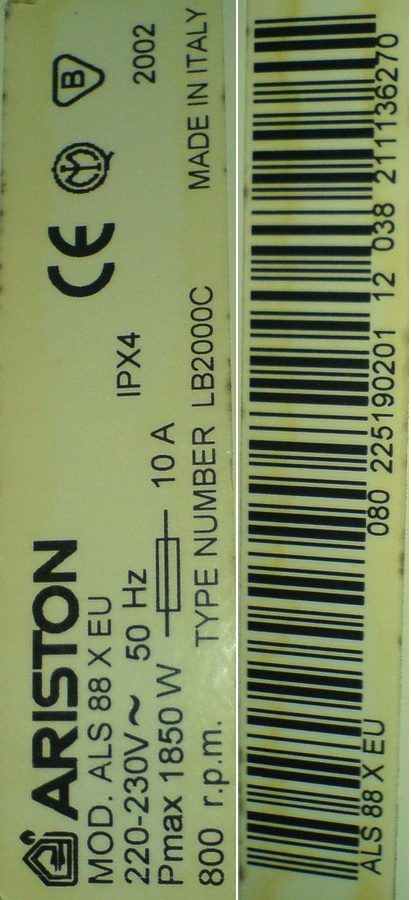 ARISTON
MOD. ALS 88 X EU
220-230V~ 50 Hz IPX4 2002
Pmax 1850 W 10 A
800 r.p.m. TYPE NUMBER LB2000C MADE IN ITALY
CE B
ALS 88 X EU 080 225190201 12 038 211136270